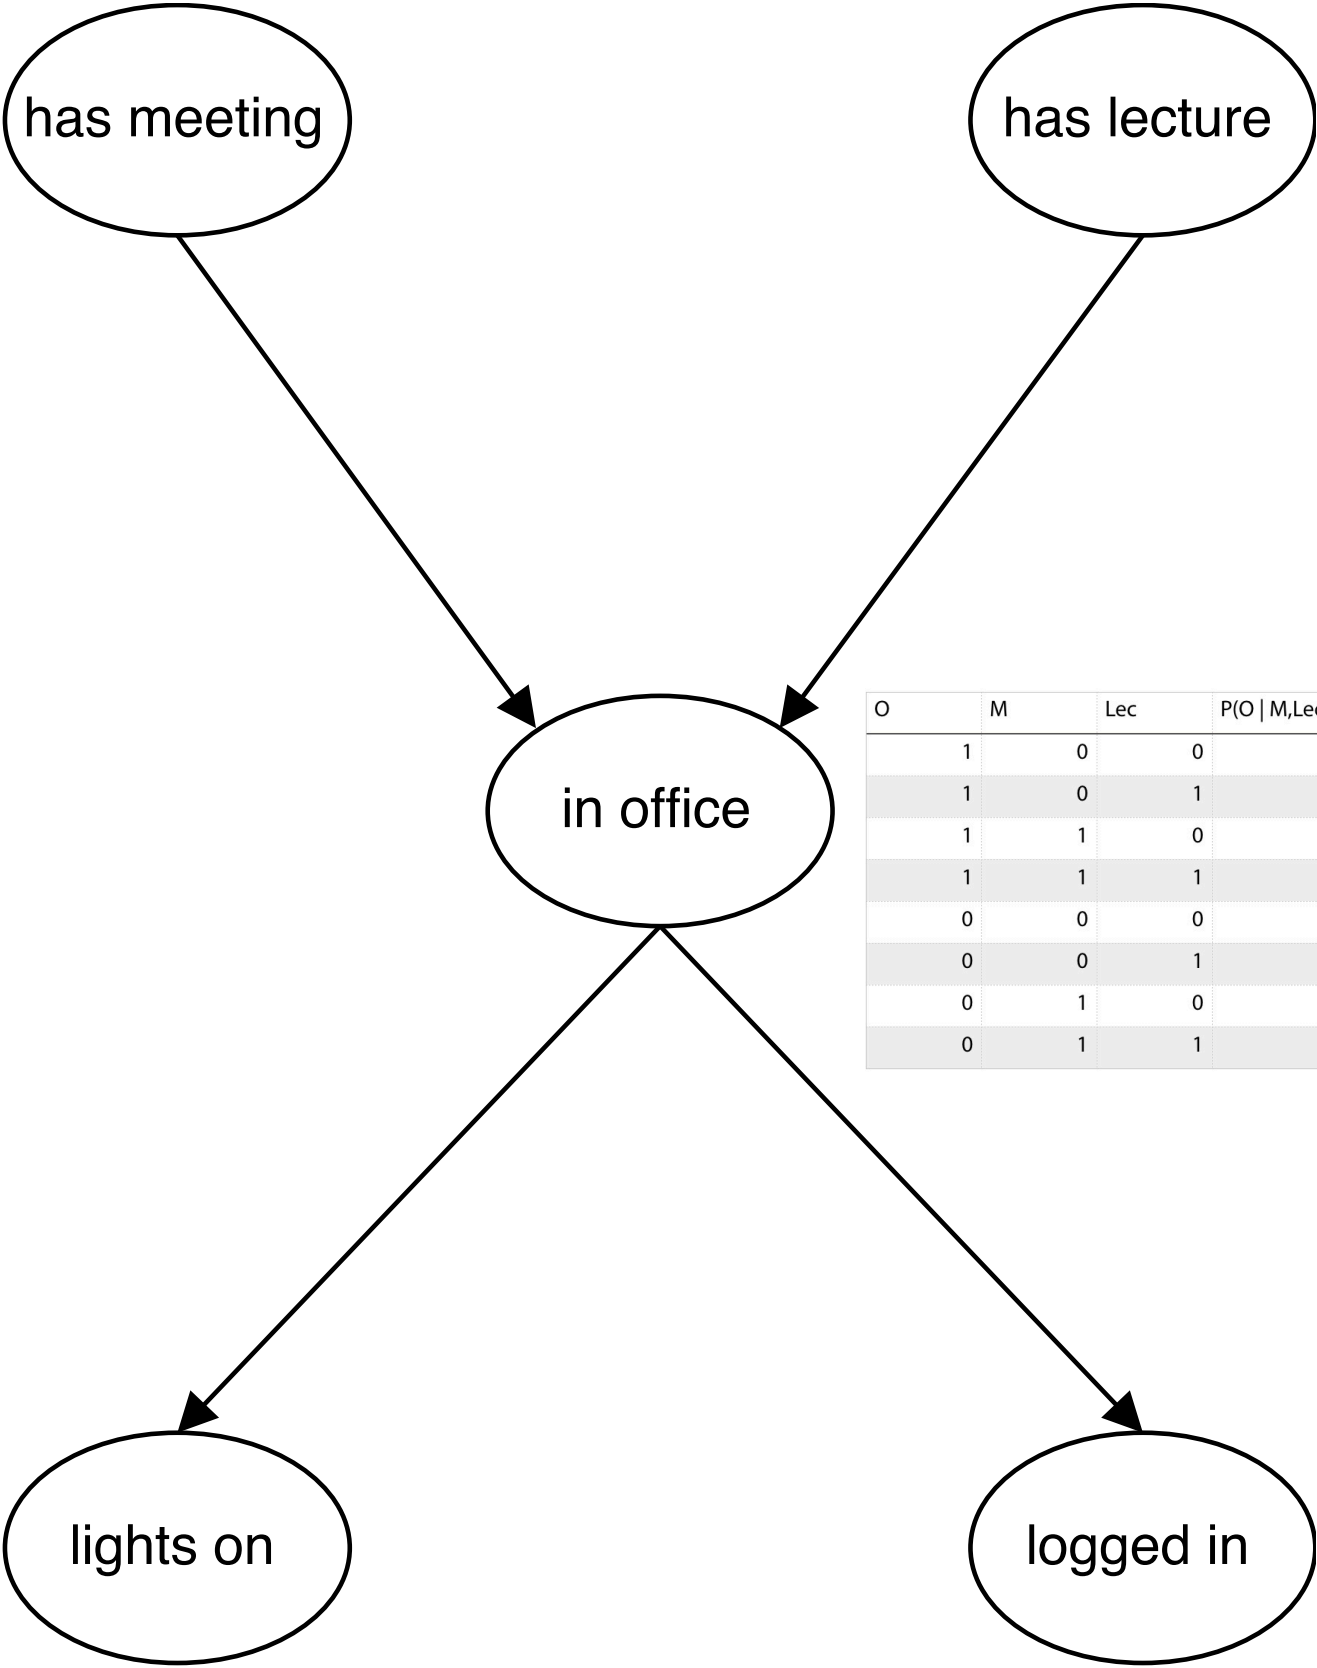 has meeting
has lecture
in office
O M Lec P(O | M,Lec
1 0 0
1 0 1
1 1 0
1 1 1
0 0 0
0 0 1
0 1 0
0 1 1
lights on
logged in